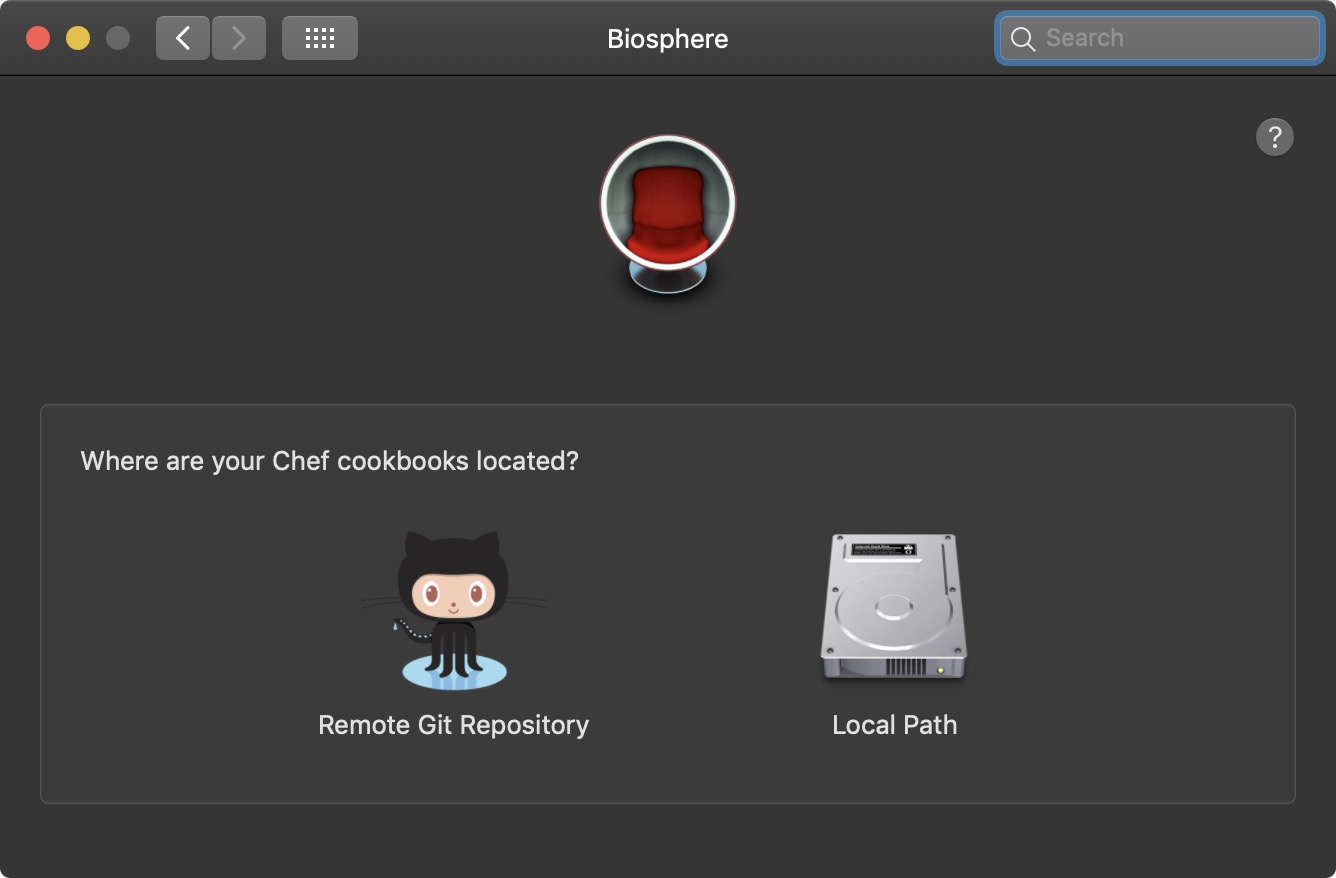 Biosphere
Search
?
Where are your Chef cookbooks located?
Remote Git Repository
Local Path